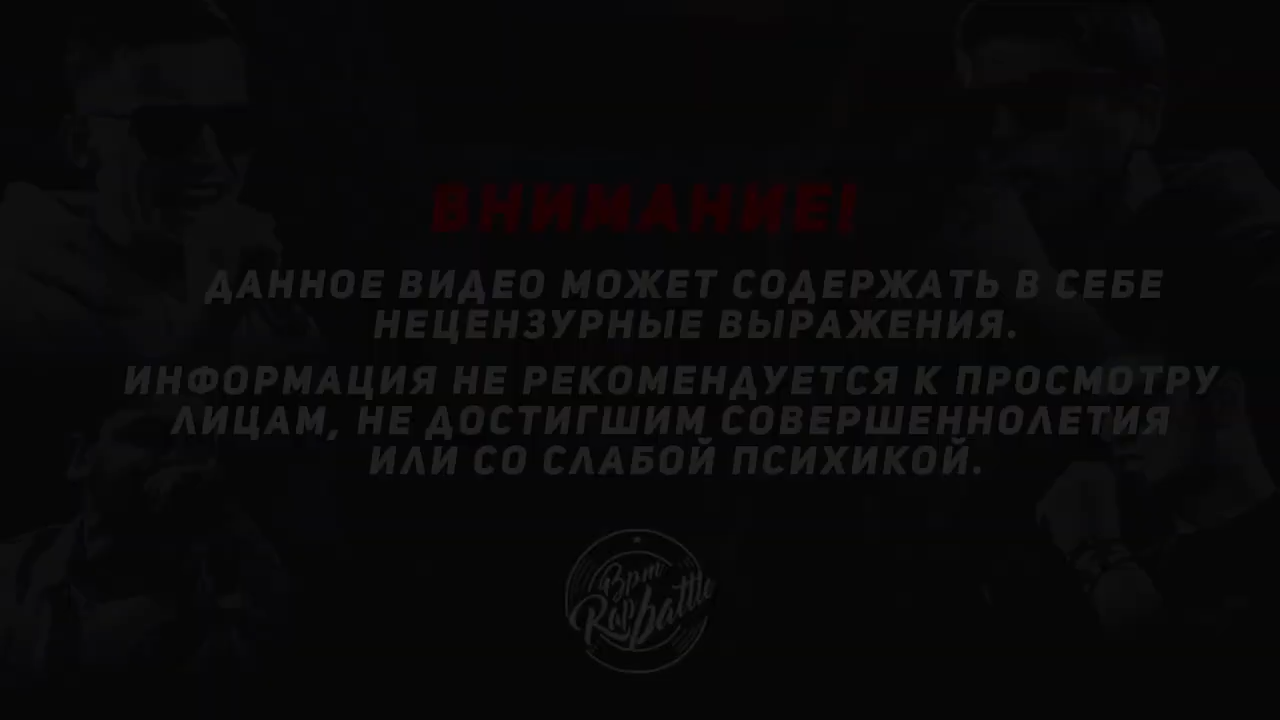 ВНИМАНИЕ!
ДАННОЕ ВИДЕО МОЖЕТ СОДЕРЖАТЬ В СЕБЕ
НЕЦЕНЗУРНЫЕ ВЫРАЖЕНИЯ.
ИНФОРМАЦИЯ НЕ РЕКОМЕНДУЕТСЯ К ПРОСМОТРУ
ЛИЦАМ, НЕ ДОСТИГШИМ СОВЕРШЕННОЛЕТИЯ
ИЛИ СО СЛАБОЙ ПСИХИКОЙ.
Bpm
Rap battle